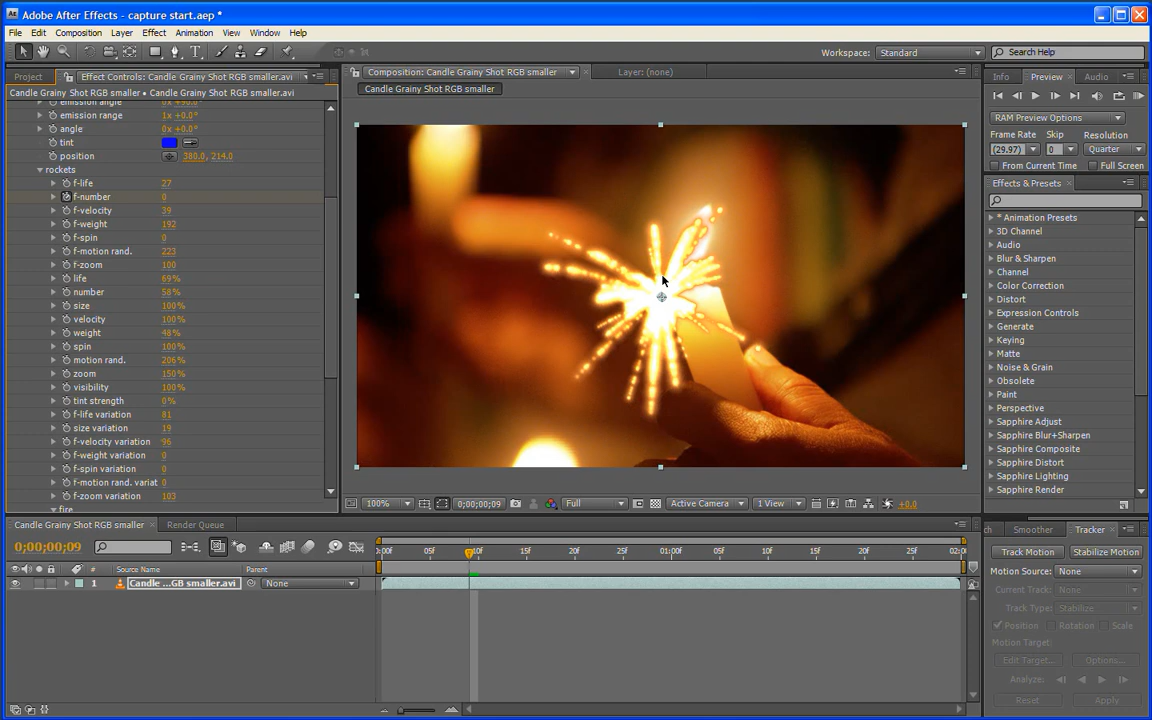 Adobe After Effects - capture start.aep *
File Edit Composition Layer Effect Animation View Window Help
Workspace: Standard Search Help
Project Effect Controls: Candle Grainy Shot RGB smaller.avi
Composition: Candle Grainy Shot RGB smaller Layer: (none)
Info Preview Audio
Candle Grainy Shot RGB smaller • Candle Grainy Shot RGB smaller.avi
Candle Grainy Shot RGB smaller
emission angle 0x +90.0°
emission range 1x +0.0°
angle 0x +0.0°
tint
position 380.0, 214.0
rockets
f-life 27
f-number 0
f-velocity 39
f-weight 192
f-spin 0
f-motion rand. 223
f-zoom 100
life 69%
number 58%
size 100%
velocity 100%
weight 48%
spin 100%
motion rand. 206%
zoom 150%
visibility 100%
tint strength 0%
f-life variation 81
size variation 19
f-velocity variation 96
f-weight variation 0
f-spin variation 0
f-motion rand. variat 0
f-zoom variation 103
fire
100% 0;00;00;09 Full Active Camera 1 View +0.0
RAM Preview Options
Frame Rate Skip Resolution
(29.97) 0 Quarter
From Current Time Full Screen
Effects & Presets
* Animation Presets
3D Channel
Audio
Blur & Sharpen
Channel
Color Correction
Distort
Expression Controls
Generate
Keying
Matte
Noise & Grain
Obsolete
Paint
Perspective
Sapphire Adjust
Sapphire Blur+Sharpen
Sapphire Composite
Sapphire Distort
Sapphire Lighting
Sapphire Render
Candle Grainy Shot RGB smaller Render Queue
0;00;00;09
0:00f 05f 10f 15f 20f 25f 01:00f 05f 10f 15f 20f 25f 02:0
# Source Name Parent
1 Candle ...GB smaller.avi None
ch Smoother Tracker
Track Motion Stabilize Motion
Motion Source: None
Current Track: None
Track Type: Stabilize
Position Rotation Scale
Motion Target:
Edit Target... Options...
Analyze:
Reset Apply